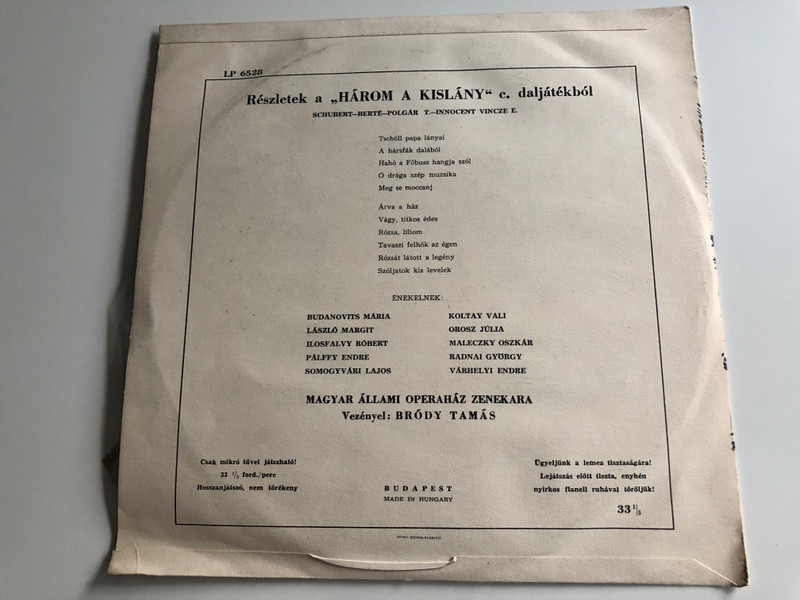 LP 6528
Részletek a „HÁROM A KISLÁNY“ c. daljátékból
SCHUBERT—BERTÉ—POLGÁR T.—INNOCENT VINCZE E.
Tschöll papa lányai
A hársfák dalából
Hahó a Főbusz hangja szól
Ó drága szép muzsika
Meg se moccanj
Árva a ház
Vágy, titkos édes
Rózsa, liliom
Tavaszi felhők az égen
Rózsát látott a legény
Szóljatok kis levelek
ÉNEKELNEK:
BUDANOVITS MÁRIA
LÁSZLÓ MARGIT
ILOSFALVY RÓBERT
PÁLFFY ENDRE
SOMOGYVÁRI LAJOS
KOLTAY VALI
OROSZ JÚLIA
MALECZKY OSZKÁR
RADNAI GYÖRGY
VÁRHELYI ENDRE
MAGYAR ÁLLAMI OPERAHÁZ ZENEKARA
Vezényel: BRÓDY TAMÁS
Csak mikró tűvel játszható!
33 1/3 ford./perc
Hosszanjátszó, nem törékeny
BUDAPEST
MADE IN HUNGARY
Ügyeljünk a lemez tisztaságára!
Lejátszás előtt tiszta, enyhén
nyirkos flanell ruhával töröljük!
33 1/3